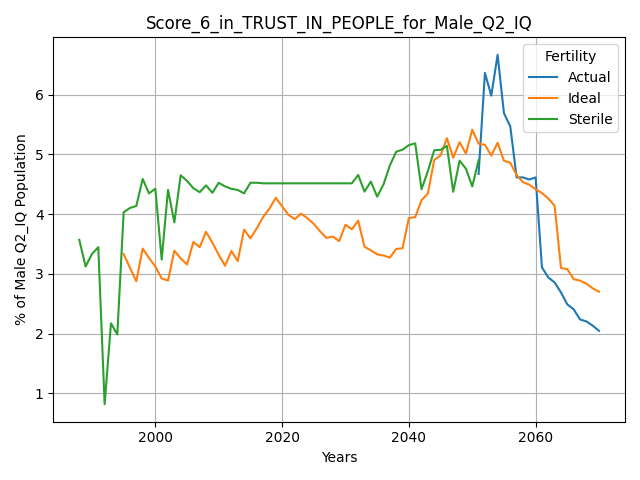 Score_6_in_TRUST_IN_PEOPLE_for_Male_Q2_IQ
Fertility
Actual
Ideal
Sterile
% of Male Q2_IQ Population
6
5
4
3
2
1
2000
2020
2040
2060
Years